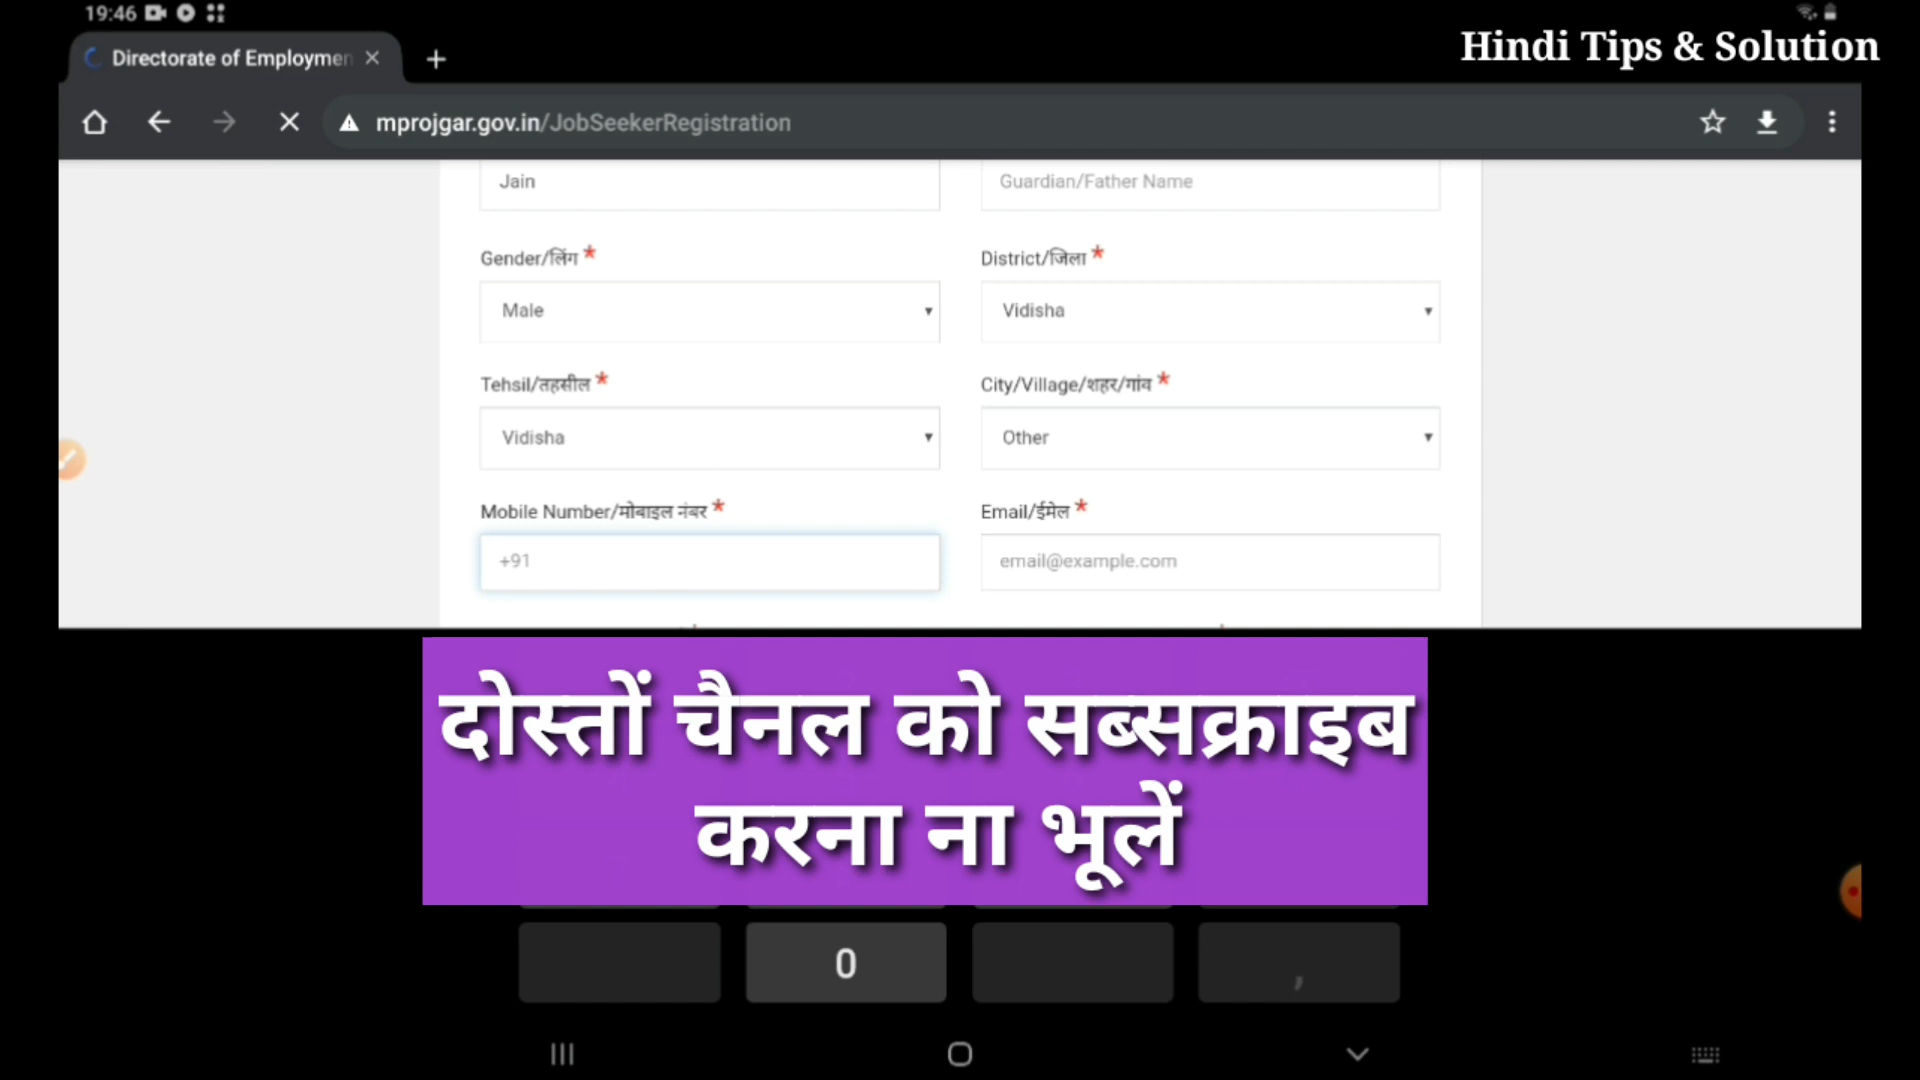 19:46
Hindi Tips & Solution
Directorate of Employmen
mprojgar.gov.in/JobSeekerRegistration
Jain
Guardian/Father Name
Gender/लिंग *
District/जिला *
Male
Vidisha
Tehsil/तहसील *
City/Village/शहर/गांव *
Vidisha
Other
Mobile Number/मोबाइल नंबर *
Email/ईमेल *
+91
email@example.com
दोस्तों चैनल को सब्सक्राइब
करना ना भूलें
0
,